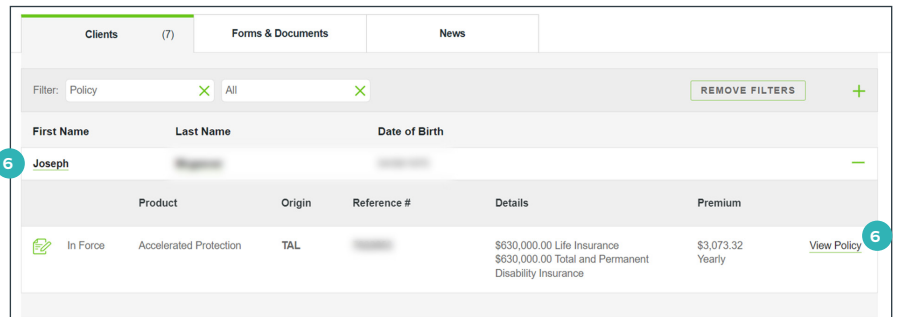 Clients (7) Forms & Documents News
Filter: Policy All REMOVE FILTERS
First Name Last Name Date of Birth
6 Joseph
Product Origin Reference # Details Premium
In Force Accelerated Protection TAL $630,000.00 Life Insurance $3,073.32 View Policy 6
$630,000.00 Total and Permanent Yearly
Disability Insurance